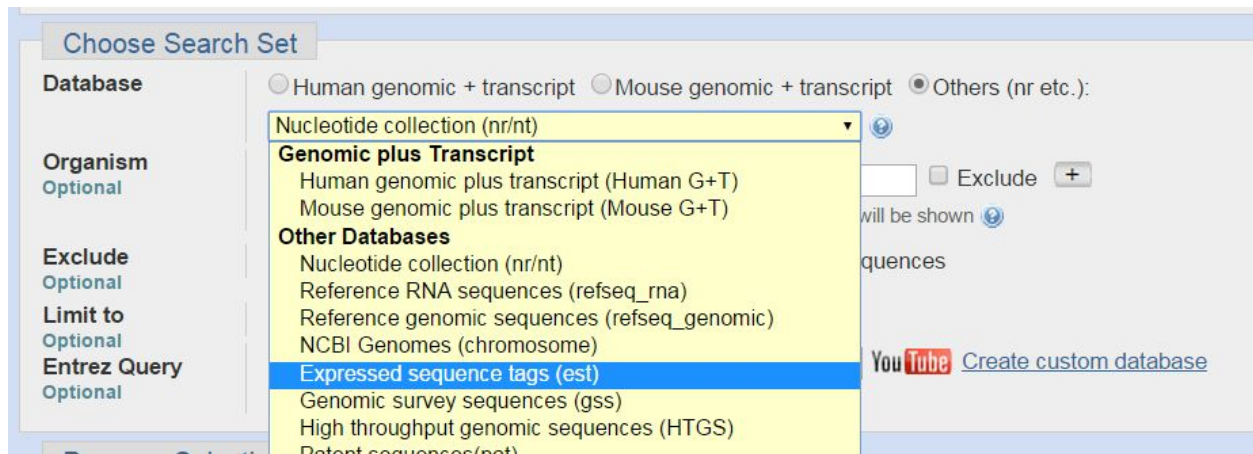 Choose Search Set
Database
Human genomic + transcript Mouse genomic + transcript Others (nr etc.):
Nucleotide collection (nr/nt)
Organism
Optional
Genomic plus Transcript
Human genomic plus transcript (Human G+T)
Mouse genomic plus transcript (Mouse G+T)
Exclude +
will be shown
Other Databases
Exclude
Optional
Nucleotide collection (nr/nt)
quences
Reference RNA sequences (refseq_rna)
Limit to
Optional
Reference genomic sequences (refseq_genomic)
NCBI Genomes (chromosome)
Entrez Query
Optional
Expressed sequence tags (est)
YouTube Create custom database
Genomic survey sequences (gss)
High throughput genomic sequences (HTGS)